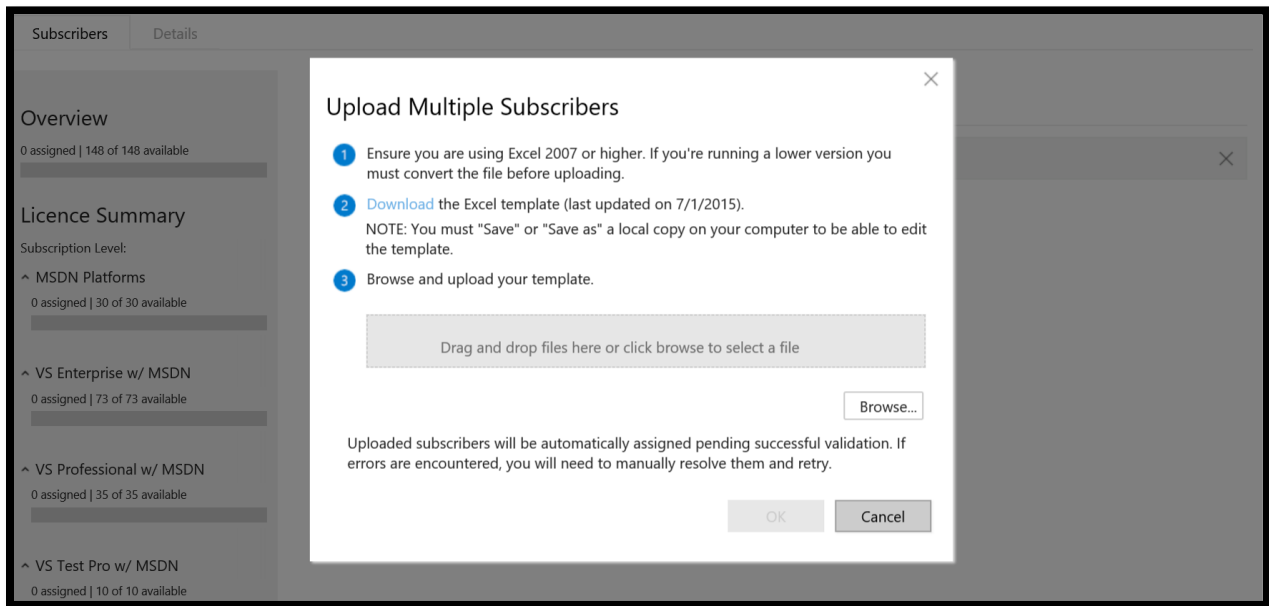 Subscribers
Details
Overview
0 assigned | 148 of 148 available
Licence Summary
Subscription Level:
MSDN Platforms
0 assigned | 30 of 30 available
VS Enterprise w/ MSDN
0 assigned | 73 of 73 available
VS Professional w/ MSDN
0 assigned | 35 of 35 available
VS Test Pro w/ MSDN
0 assigned | 10 of 10 available
Upload Multiple Subscribers
1 Ensure you are using Excel 2007 or higher. If you're running a lower version you
must convert the file before uploading.
2 Download the Excel template (last updated on 7/1/2015).
NOTE: You must "Save" or "Save as" a local copy on your computer to be able to edit
the template.
3 Browse and upload your template.
Drag and drop files here or click browse to select a file
Browse...
Uploaded subscribers will be automatically assigned pending successful validation. If
errors are encountered, you will need to manually resolve them and retry.
OK
Cancel